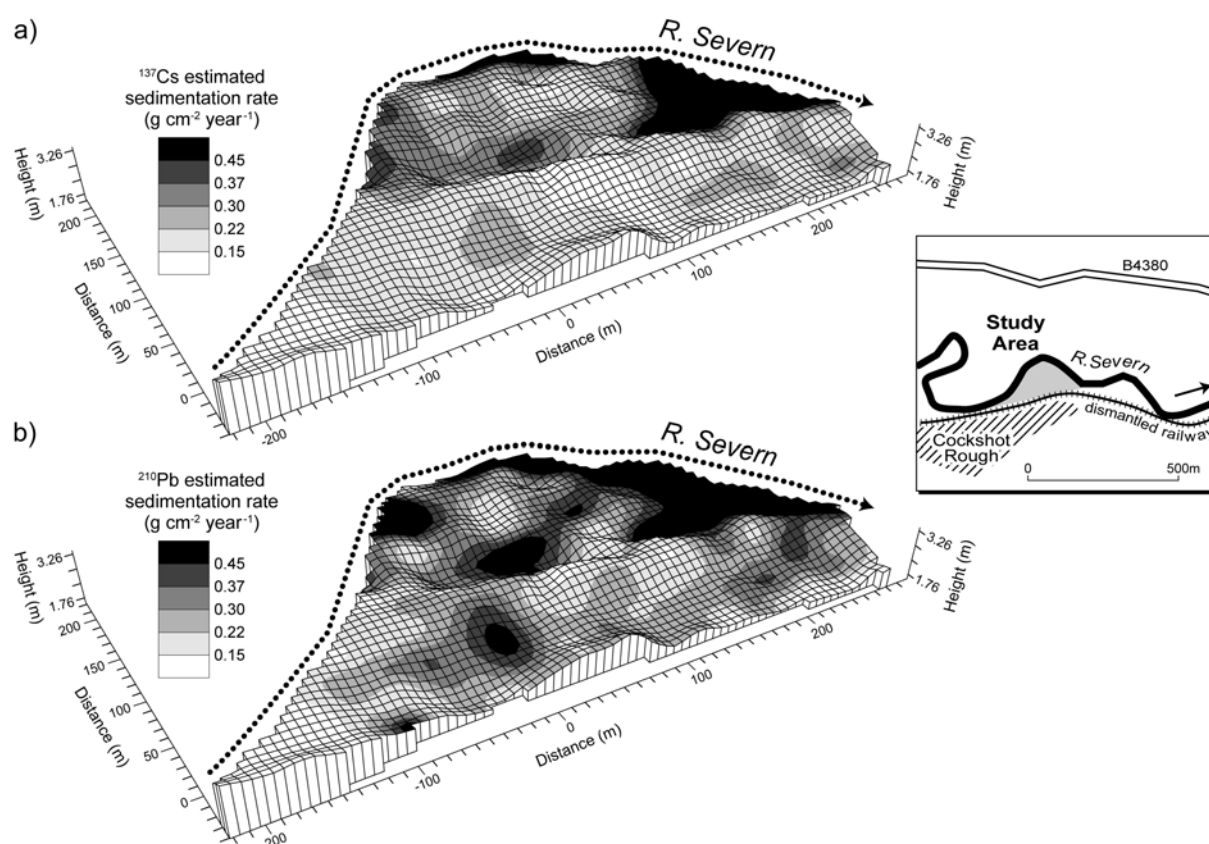 a)
R. Severn
¹³⁷Cs estimated
sedimentation rate
(g cm⁻² year⁻¹)
0.45
0.37
0.30
0.22
0.15
Height (m)
3.26
1.76
200
150
100
50
0
Distance (m)
-200
-100
0
100
200
Distance (m)
3.26
1.76
Height (m)
B4380
Study
Area
R.Severn
dismantled railway
Cockshot
Rough
0 500m
b)
R. Severn
²¹⁰Pb estimated
sedimentation rate
(g cm⁻² year⁻¹)
0.45
0.37
0.30
0.22
0.15
Height (m)
3.26
1.76
200
150
100
50
0
Distance (m)
-200
-100
0
100
200
Distance (m)
3.26
1.76
Height (m)